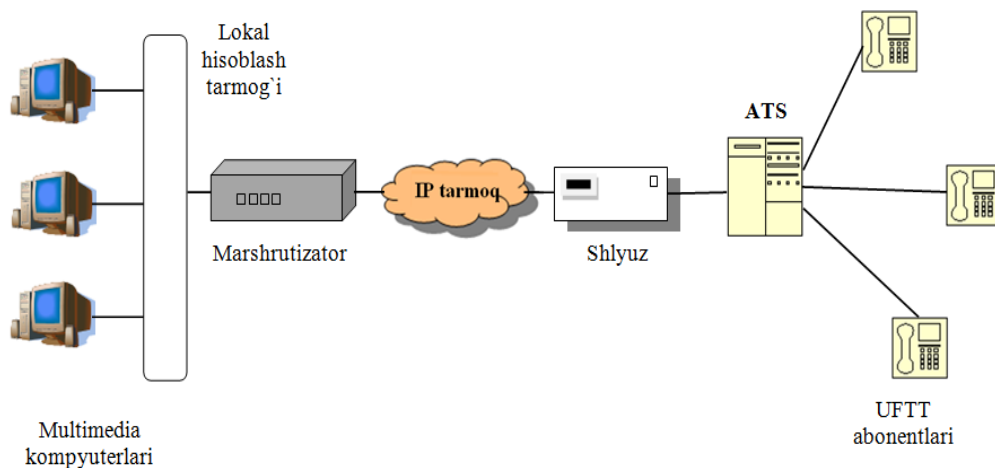 Lokal
hisoblash
tarmog`i
Marshrutizator
IP tarmoq
Shlyuz
ATS
UFTT
abonentlari
Multimedia
kompyuterlari